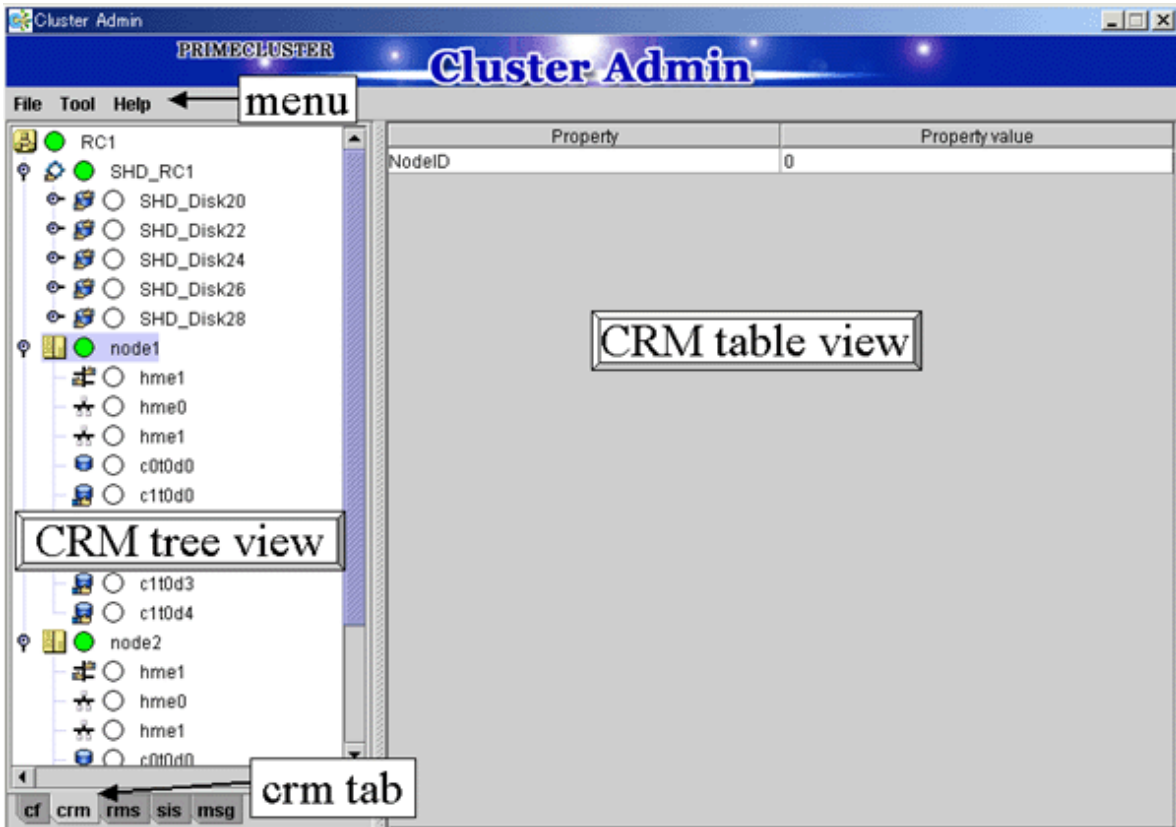 Cluster Admin
PRIMECLUSTER
Cluster Admin
File Tool Help
menu
RC1
SHD_RC1
SHD_Disk20
SHD_Disk22
SHD_Disk24
SHD_Disk26
SHD_Disk28
node1
hme1
hme0
hme1
c0t0d0
c1t0d0
CRM tree view
c1t0d3
c1t0d4
node2
hme1
hme0
hme1
c0t0d0
crm tab
cf crm rms sis msg
Property Property value
NodeID 0
CRM table view